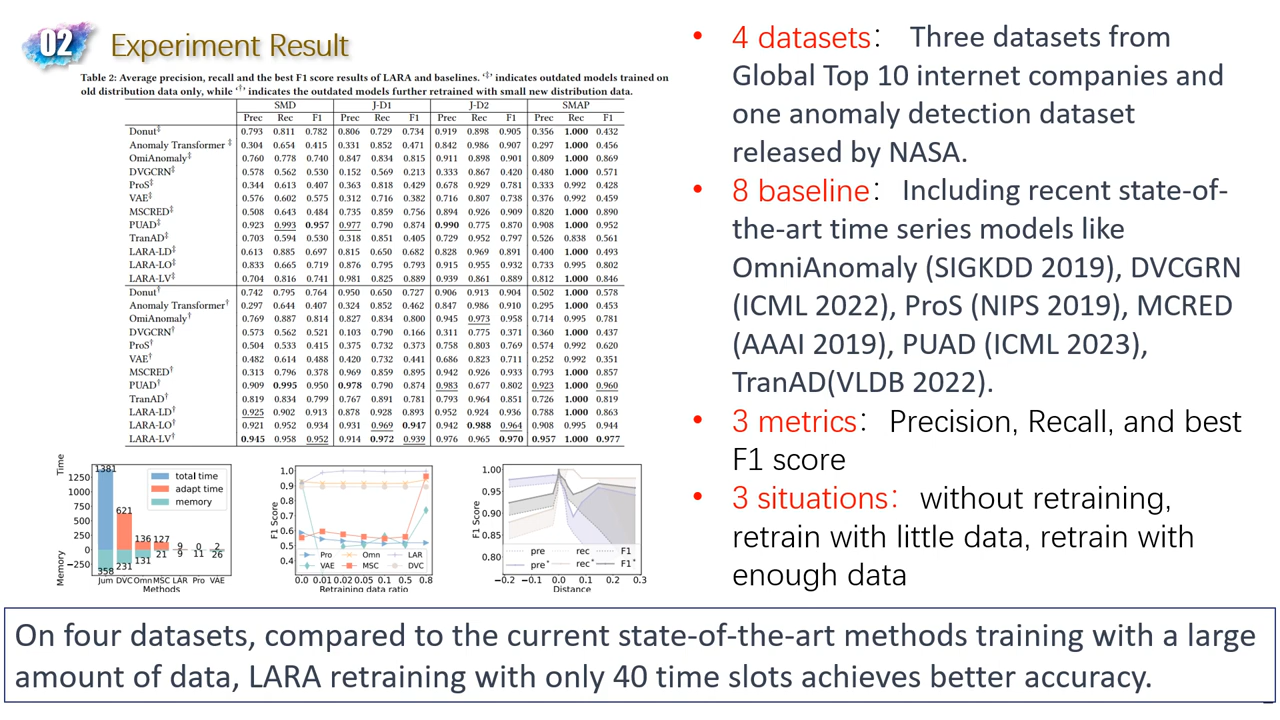 02 Experiment Result
Table 2: Average precision, recall and the best F1 score results of LARA and baselines. '‡' indicates outdated models trained on
old distribution data only, while '†' indicates the outdated models further retrained with small new distribution data.
SMD J-D1 J-D2 SMAP
Prec Rec F1 Prec Rec F1 Prec Rec F1 Prec Rec F1
Donut‡ 0.793 0.811 0.782 0.806 0.729 0.734 0.919 0.898 0.905 0.356 1.000 0.432
Anomaly Transformer ‡ 0.304 0.654 0.415 0.331 0.852 0.471 0.842 0.986 0.907 0.297 1.000 0.456
OmiAnomaly‡ 0.760 0.778 0.740 0.847 0.834 0.815 0.911 0.898 0.901 0.809 1.000 0.869
DVGCRN‡ 0.578 0.562 0.530 0.152 0.569 0.213 0.333 0.867 0.420 0.480 1.000 0.571
ProS‡ 0.344 0.613 0.407 0.363 0.818 0.429 0.678 0.929 0.781 0.333 0.992 0.428
VAE‡ 0.576 0.602 0.575 0.312 0.716 0.382 0.716 0.807 0.738 0.376 0.992 0.459
MSCRED‡ 0.508 0.643 0.484 0.735 0.859 0.756 0.894 0.926 0.909 0.820 1.000 0.890
PUAD‡ 0.923 0.993 0.957 0.977 0.790 0.874 0.990 0.775 0.870 0.908 1.000 0.952
TranAD‡ 0.703 0.594 0.530 0.318 0.851 0.405 0.729 0.952 0.797 0.526 0.838 0.561
LARA-LD‡ 0.613 0.885 0.697 0.815 0.650 0.682 0.828 0.969 0.891 0.400 1.000 0.493
LARA-LO‡ 0.833 0.665 0.719 0.876 0.795 0.793 0.915 0.955 0.932 0.733 0.995 0.802
LARA-LV‡ 0.704 0.816 0.741 0.981 0.825 0.889 0.939 0.861 0.889 0.812 1.000 0.846
Donut† 0.742 0.795 0.764 0.950 0.650 0.727 0.906 0.913 0.904 0.502 1.000 0.578
Anomaly Transformer† 0.297 0.644 0.407 0.324 0.852 0.462 0.847 0.986 0.910 0.295 1.000 0.453
OmiAnomaly† 0.769 0.887 0.814 0.827 0.834 0.800 0.945 0.973 0.958 0.714 0.995 0.781
DVGCRN† 0.573 0.562 0.521 0.103 0.790 0.166 0.311 0.775 0.371 0.360 1.000 0.437
ProS† 0.504 0.533 0.415 0.375 0.732 0.373 0.758 0.803 0.769 0.574 0.992 0.620
VAE† 0.482 0.614 0.488 0.420 0.732 0.441 0.686 0.823 0.711 0.252 0.992 0.351
MSCRED† 0.313 0.796 0.378 0.969 0.859 0.895 0.942 0.926 0.933 0.793 1.000 0.857
PUAD† 0.909 0.995 0.950 0.978 0.790 0.874 0.983 0.677 0.802 0.923 1.000 0.960
TranAD† 0.819 0.834 0.799 0.767 0.891 0.781 0.793 0.964 0.851 0.726 1.000 0.819
LARA-LD† 0.925 0.902 0.913 0.878 0.928 0.893 0.952 0.924 0.936 0.788 1.000 0.863
LARA-LO† 0.921 0.952 0.934 0.931 0.969 0.947 0.942 0.988 0.964 0.908 0.995 0.944
LARA-LV† 0.945 0.958 0.952 0.914 0.972 0.939 0.976 0.965 0.970 0.957 1.000 0.977
Time
Memory
1250
1000
750
500
250
0
−250
1381 621 136 127 9 0 2
358 231 131 21 9 11 26
total time
adapt time
memory
Jum DVC Omn MSC LAR Pro VAE
Methods
F1 Score
1.0
0.9
0.8
0.7
0.6
0.5
0.4
Pro Omn LAR
VAE MSC DVC
0.0 0.01 0.02 0.05 0.1 0.5 0.8
Retraining data ratio
F1 Score
1.00
0.95
0.90
0.85
0.80
pre rec F1
pre* rec* F1*
−0.2 −0.1 0.0 0.1 0.2 0.3
Distance
• 4 datasets： Three datasets from
Global Top 10 internet companies and
one anomaly detection dataset
released by NASA.
• 8 baseline： Including recent state-of-
the-art time series models like
OmniAnomaly (SIGKDD 2019), DVCGRN
(ICML 2022), ProS (NIPS 2019), MCRED
(AAAI 2019), PUAD (ICML 2023),
TranAD(VLDB 2022).
• 3 metrics： Precision, Recall, and best
F1 score
• 3 situations： without retraining,
retrain with little data, retrain with
enough data
On four datasets, compared to the current state-of-the-art methods training with a large
amount of data, LARA retraining with only 40 time slots achieves better accuracy.